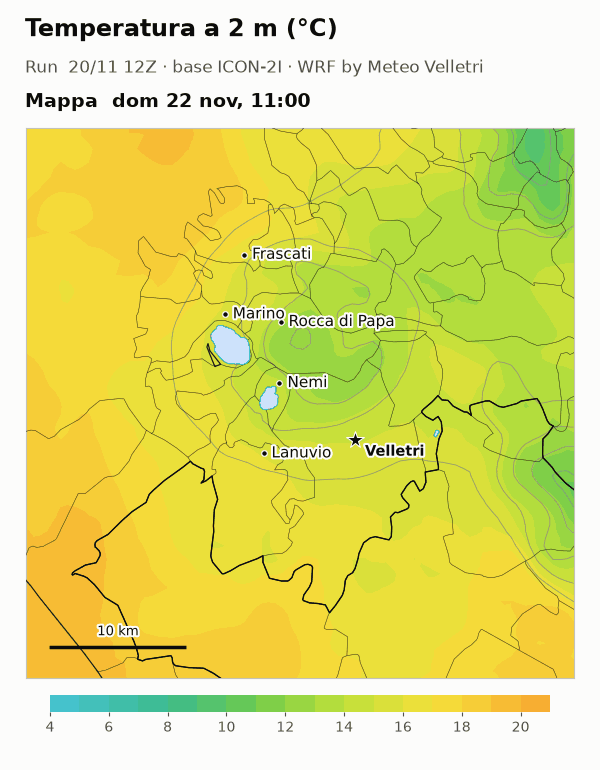 Temperatura a 2 m (°C)
Run  20/11 12Z · base ICON-2I · WRF by Meteo Velletri
Mappa  dom 22 nov, 11:00
Frascati
Marino
Rocca di Papa
Nemi
Lanuvio
Velletri
10 km
4 6 8 10 12 14 16 18 20